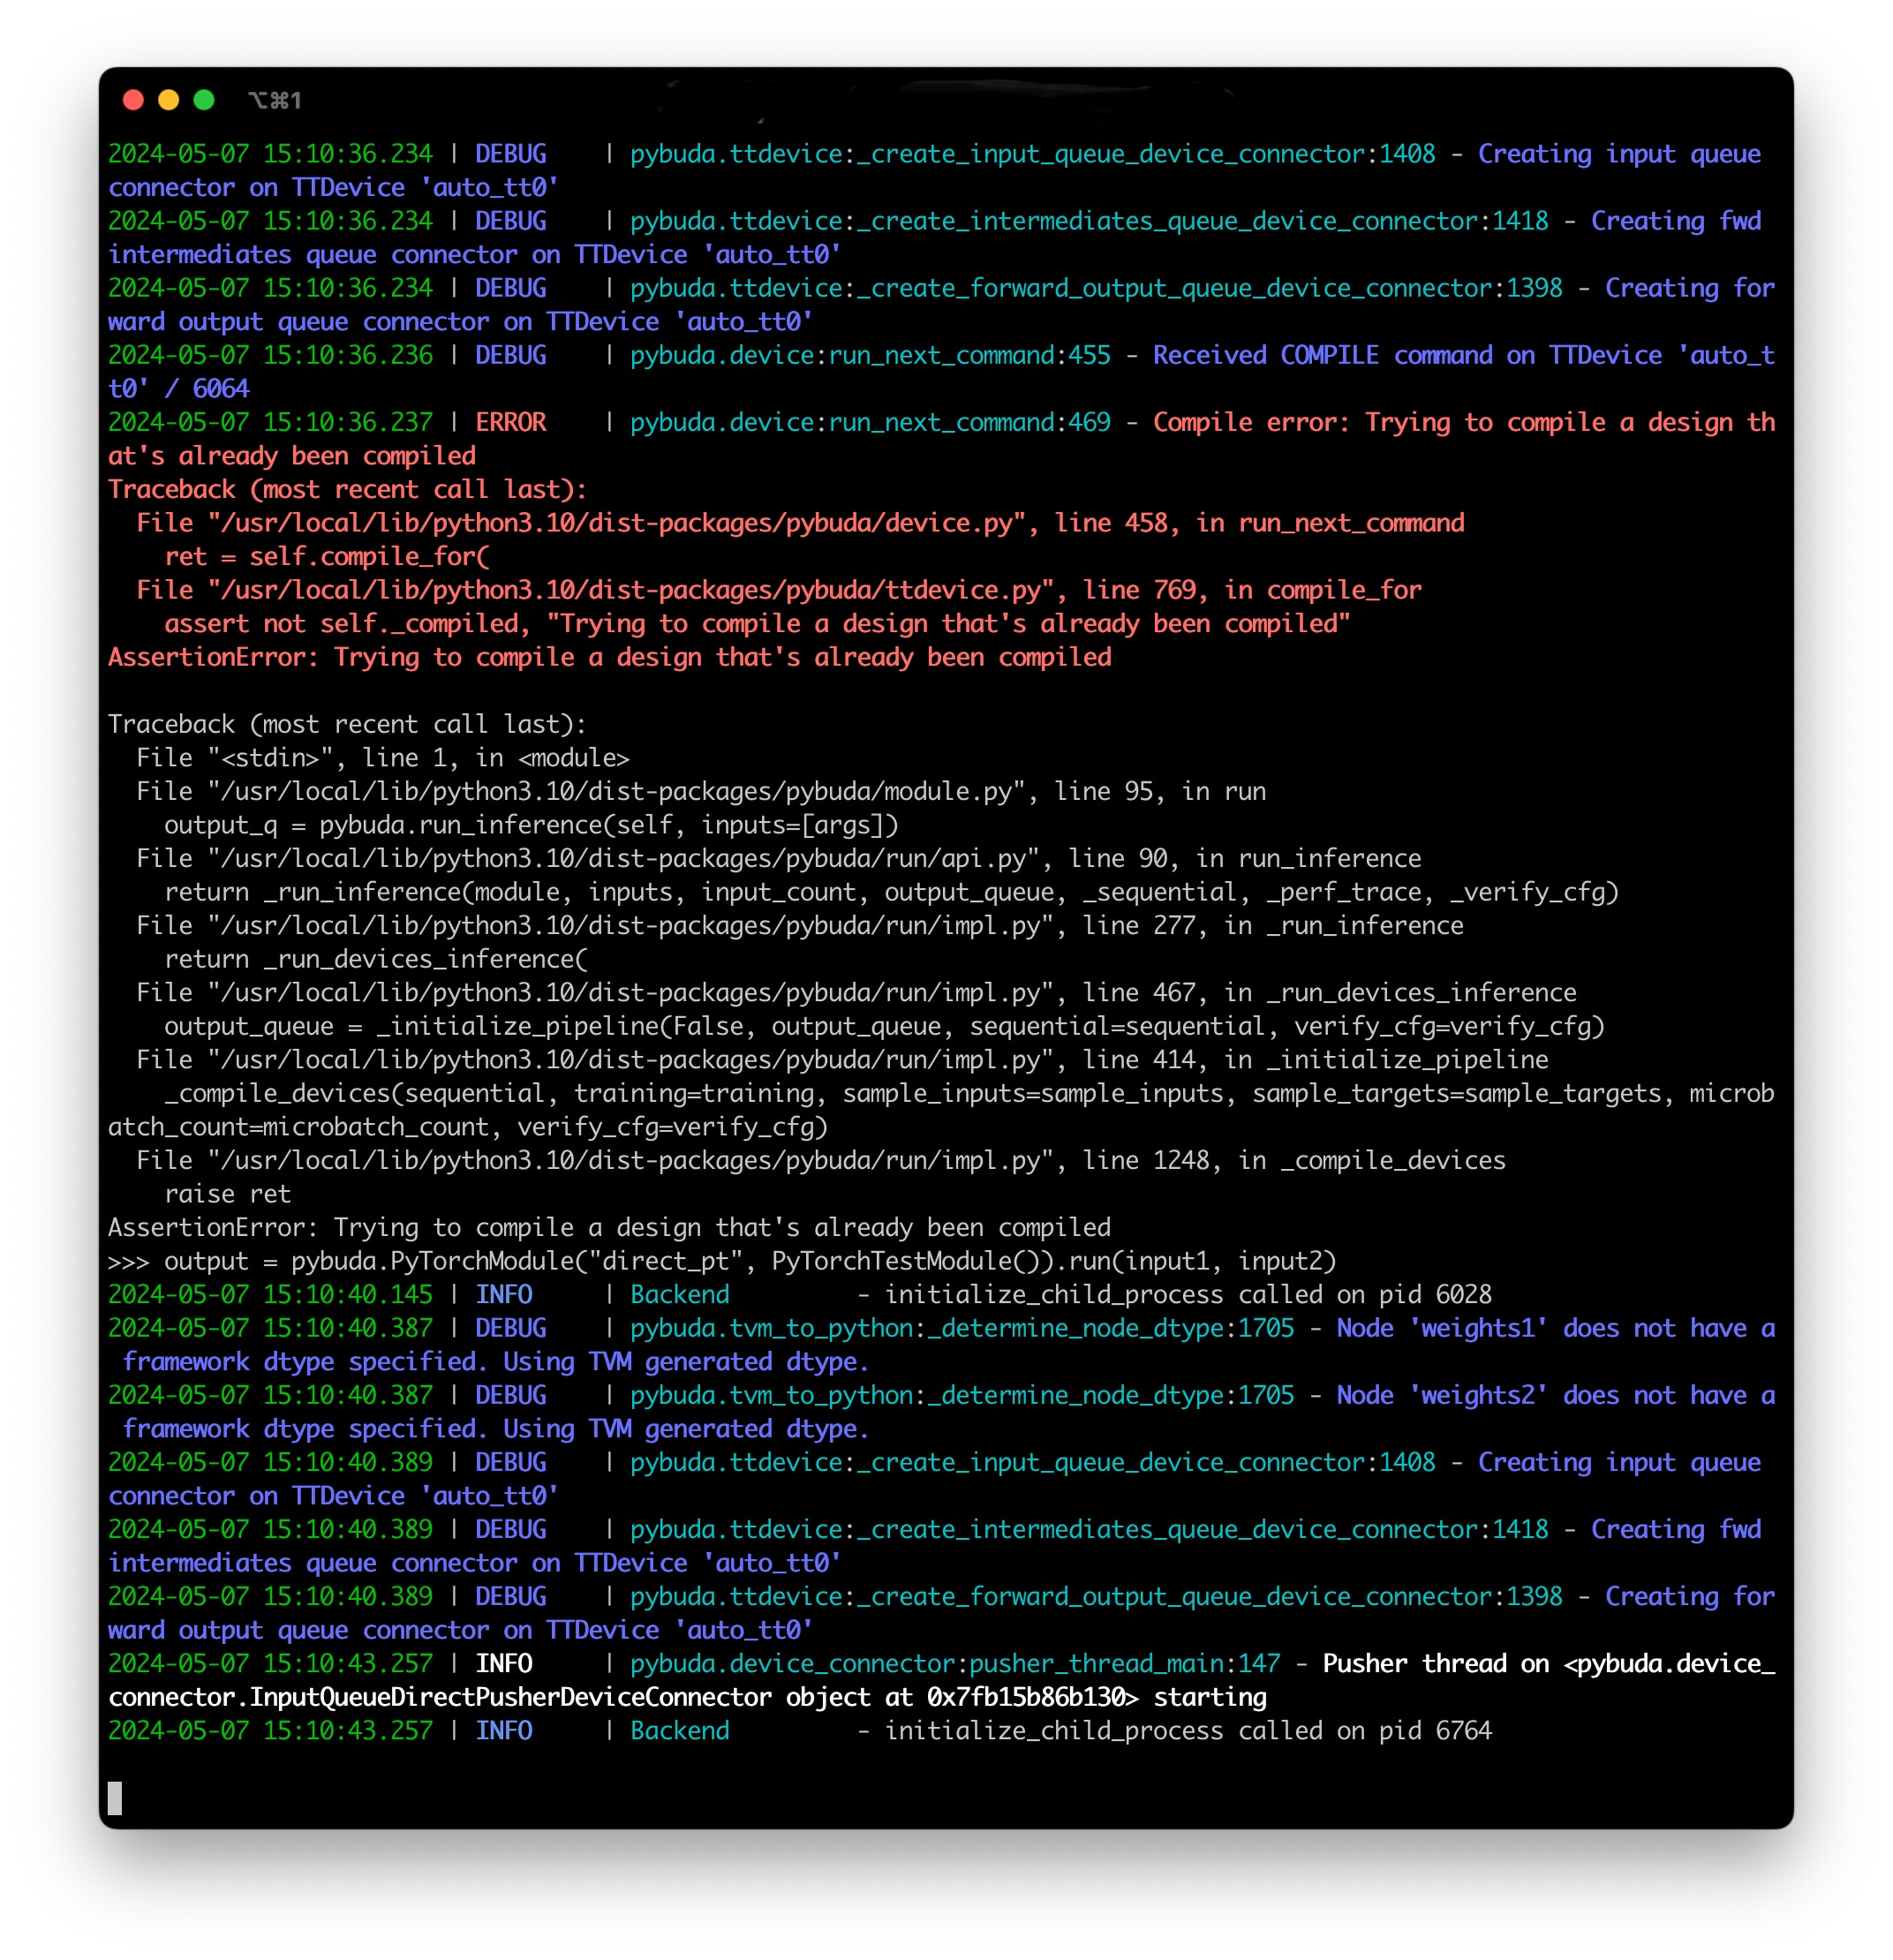 ⌥⌘1
2024-05-07 15:10:36.234 | DEBUG    | pybuda.ttdevice:_create_input_queue_device_connector:1408 - Creating input queue
connector on TTDevice 'auto_tt0'
2024-05-07 15:10:36.234 | DEBUG    | pybuda.ttdevice:_create_intermediates_queue_device_connector:1418 - Creating fwd
intermediates queue connector on TTDevice 'auto_tt0'
2024-05-07 15:10:36.234 | DEBUG    | pybuda.ttdevice:_create_forward_output_queue_device_connector:1398 - Creating for
ward output queue connector on TTDevice 'auto_tt0'
2024-05-07 15:10:36.236 | DEBUG    | pybuda.device:run_next_command:455 - Received COMPILE command on TTDevice 'auto_t
t0' / 6064
2024-05-07 15:10:36.237 | ERROR    | pybuda.device:run_next_command:469 - Compile error: Trying to compile a design th
at's already been compiled
Traceback (most recent call last):
  File "/usr/local/lib/python3.10/dist-packages/pybuda/device.py", line 458, in run_next_command
    ret = self.compile_for(
  File "/usr/local/lib/python3.10/dist-packages/pybuda/ttdevice.py", line 769, in compile_for
    assert not self._compiled, "Trying to compile a design that's already been compiled"
AssertionError: Trying to compile a design that's already been compiled
Traceback (most recent call last):
  File "<stdin>", line 1, in <module>
  File "/usr/local/lib/python3.10/dist-packages/pybuda/module.py", line 95, in run
    output_q = pybuda.run_inference(self, inputs=[args])
  File "/usr/local/lib/python3.10/dist-packages/pybuda/run/api.py", line 90, in run_inference
    return _run_inference(module, inputs, input_count, output_queue, _sequential, _perf_trace, _verify_cfg)
  File "/usr/local/lib/python3.10/dist-packages/pybuda/run/impl.py", line 277, in _run_inference
    return _run_devices_inference(
  File "/usr/local/lib/python3.10/dist-packages/pybuda/run/impl.py", line 467, in _run_devices_inference
    output_queue = _initialize_pipeline(False, output_queue, sequential=sequential, verify_cfg=verify_cfg)
  File "/usr/local/lib/python3.10/dist-packages/pybuda/run/impl.py", line 414, in _initialize_pipeline
    _compile_devices(sequential, training=training, sample_inputs=sample_inputs, sample_targets=sample_targets, microb
atch_count=microbatch_count, verify_cfg=verify_cfg)
  File "/usr/local/lib/python3.10/dist-packages/pybuda/run/impl.py", line 1248, in _compile_devices
    raise ret
AssertionError: Trying to compile a design that's already been compiled
>>> output = pybuda.PyTorchModule("direct_pt", PyTorchTestModule()).run(input1, input2)
2024-05-07 15:10:40.145 | INFO     | Backend         - initialize_child_process called on pid 6028
2024-05-07 15:10:40.387 | DEBUG    | pybuda.tvm_to_python:_determine_node_dtype:1705 - Node 'weights1' does not have a
 framework dtype specified. Using TVM generated dtype.
2024-05-07 15:10:40.387 | DEBUG    | pybuda.tvm_to_python:_determine_node_dtype:1705 - Node 'weights2' does not have a
 framework dtype specified. Using TVM generated dtype.
2024-05-07 15:10:40.389 | DEBUG    | pybuda.ttdevice:_create_input_queue_device_connector:1408 - Creating input queue
connector on TTDevice 'auto_tt0'
2024-05-07 15:10:40.389 | DEBUG    | pybuda.ttdevice:_create_intermediates_queue_device_connector:1418 - Creating fwd
intermediates queue connector on TTDevice 'auto_tt0'
2024-05-07 15:10:40.389 | DEBUG    | pybuda.ttdevice:_create_forward_output_queue_device_connector:1398 - Creating for
ward output queue connector on TTDevice 'auto_tt0'
2024-05-07 15:10:43.257 | INFO     | pybuda.device_connector:pusher_thread_main:147 - Pusher thread on <pybuda.device_
connector.InputQueueDirectPusherDeviceConnector object at 0x7fb15b86b130> starting
2024-05-07 15:10:43.257 | INFO     | Backend         - initialize_child_process called on pid 6764